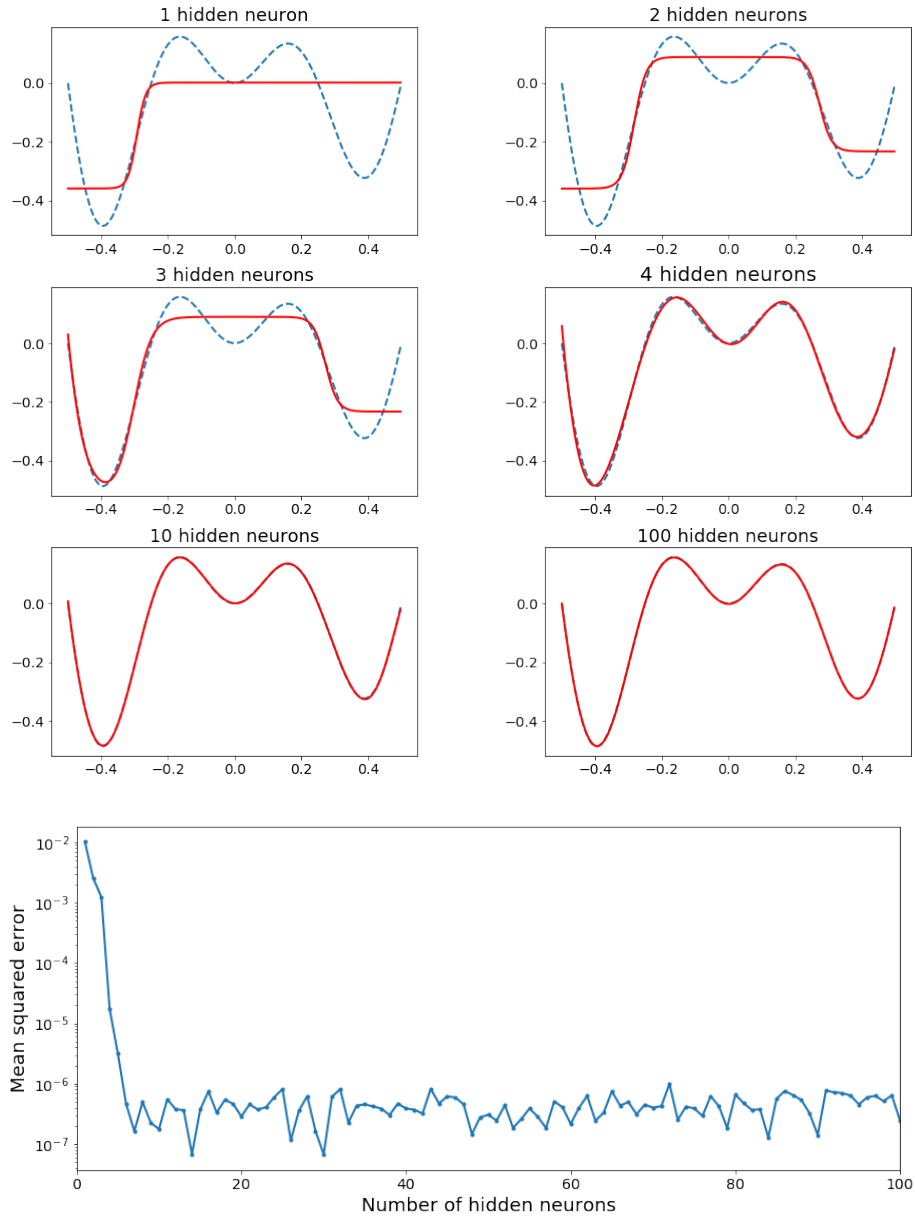 1 hidden neuron
2 hidden neurons
0.0
−0.2
−0.4
−0.4 −0.2 0.0 0.2 0.4
0.0
−0.2
−0.4
−0.4 −0.2 0.0 0.2 0.4
3 hidden neurons
4 hidden neurons
0.0
−0.2
−0.4
−0.4 −0.2 0.0 0.2 0.4
0.0
−0.2
−0.4
−0.4 −0.2 0.0 0.2 0.4
10 hidden neurons
100 hidden neurons
0.0
−0.2
−0.4
−0.4 −0.2 0.0 0.2 0.4
0.0
−0.2
−0.4
−0.4 −0.2 0.0 0.2 0.4
Mean squared error
10⁻²
10⁻³
10⁻⁴
10⁻⁵
10⁻⁶
10⁻⁷
0 20 40 60 80 100
Number of hidden neurons